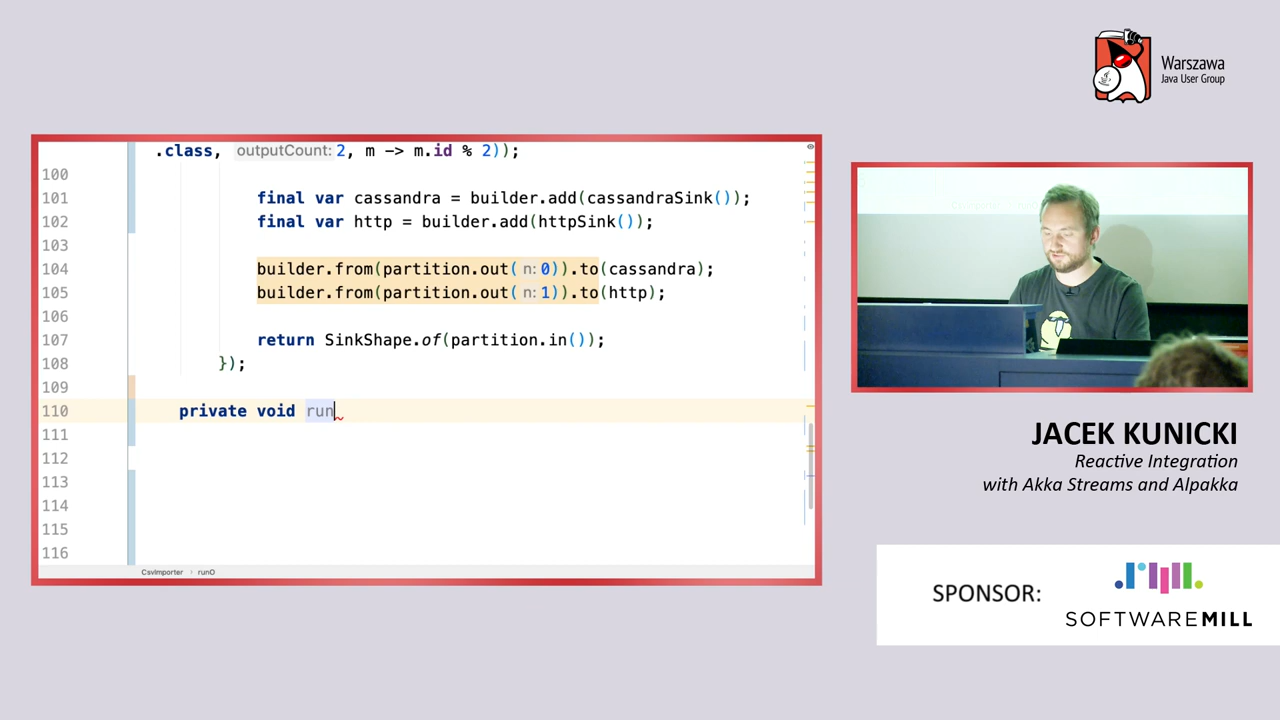 Warszawa
Java User Group
.class, outputCount: 2, m -> m.id % 2));
100
101 final var cassandra = builder.add(cassandraSink());
102 final var http = builder.add(httpSink());
103
104 builder.from(partition.out( n: 0)).to(cassandra);
105 builder.from(partition.out( n: 1)).to(http);
106
107 return SinkShape.of(partition.in());
108 });
109
110 private void run
111
112
113
114
115
116
CsvImporter › run()
JACEK KUNICKI
Reactive Integration
with Akka Streams and Alpakka
SPONSOR:
SOFTWAREMILL